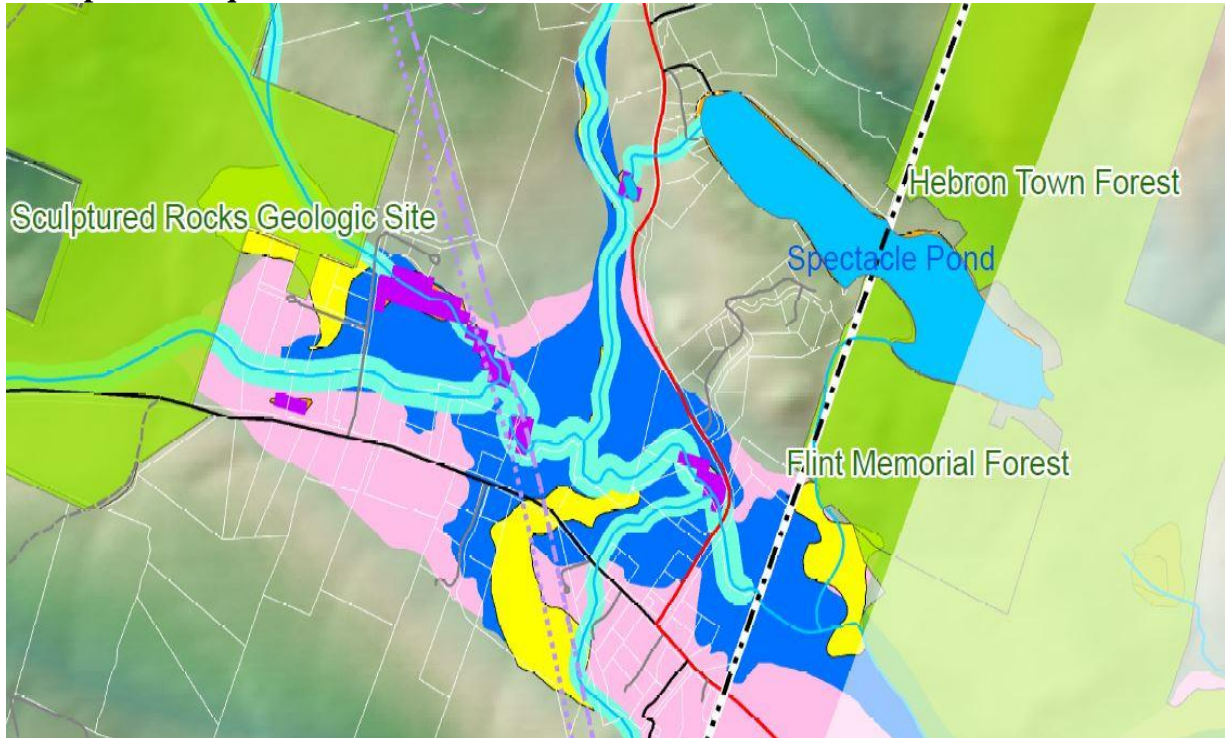 Hebron Town Forest
Sculptured Rocks Geologic Site
Spectacle Pond
Flint Memorial Forest